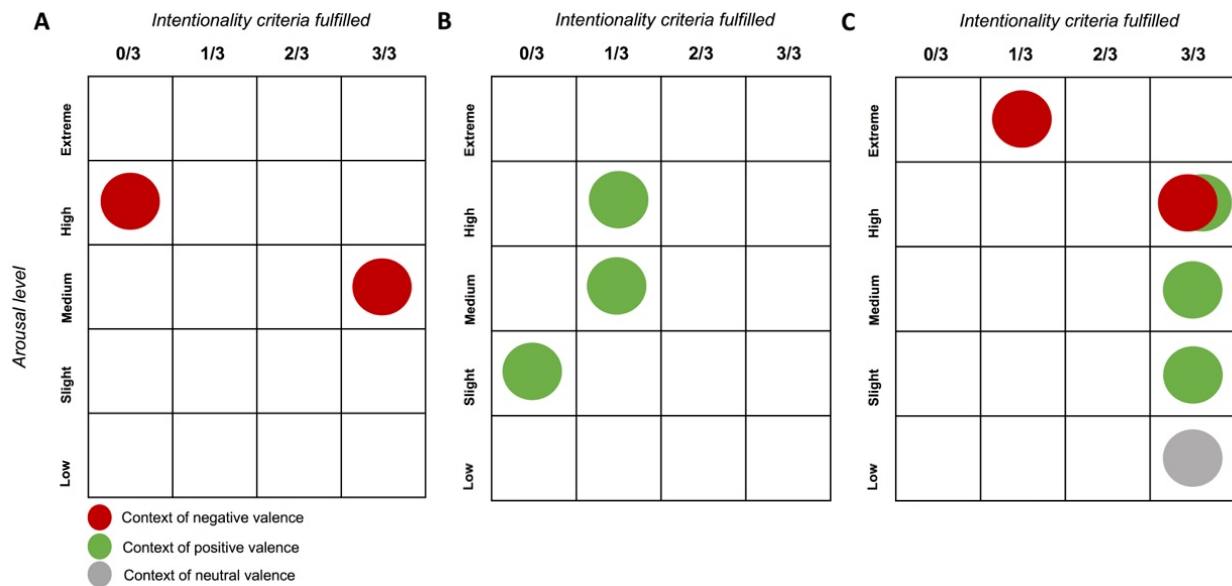 A
Intentionality criteria fulfilled
0/3 1/3 2/3 3/3
Arousal level
Extreme
High
Medium
Slight
Low
Context of negative valence
Context of positive valence
Context of neutral valence
B
Intentionality criteria fulfilled
0/3 1/3 2/3 3/3
Extreme
High
Medium
Slight
Low
C
Intentionality criteria fulfilled
0/3 1/3 2/3 3/3
Extreme
High
Medium
Slight
Low